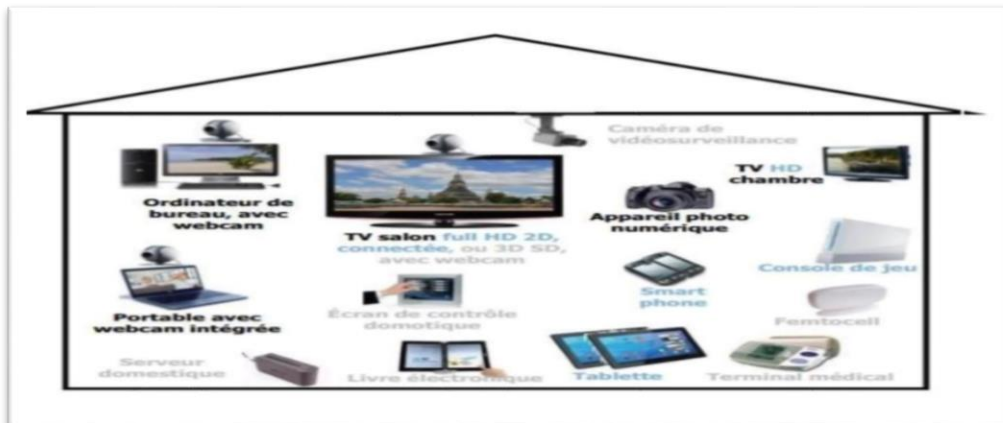 Caméra de
vidéosurveillance
TV HD
chambre
Ordinateur de
bureau, avec
webcam
TV salon full HD 2D,
connectée, ou 3D SD,
avec webcam
Appareil photo
numérique
Console de jeu
Portable avec
webcam intégrée
Écran de contrôle
domotique
Smart
phone
Femtocell
Serveur
domestique
Livre électronique
Tablette
Terminal médical